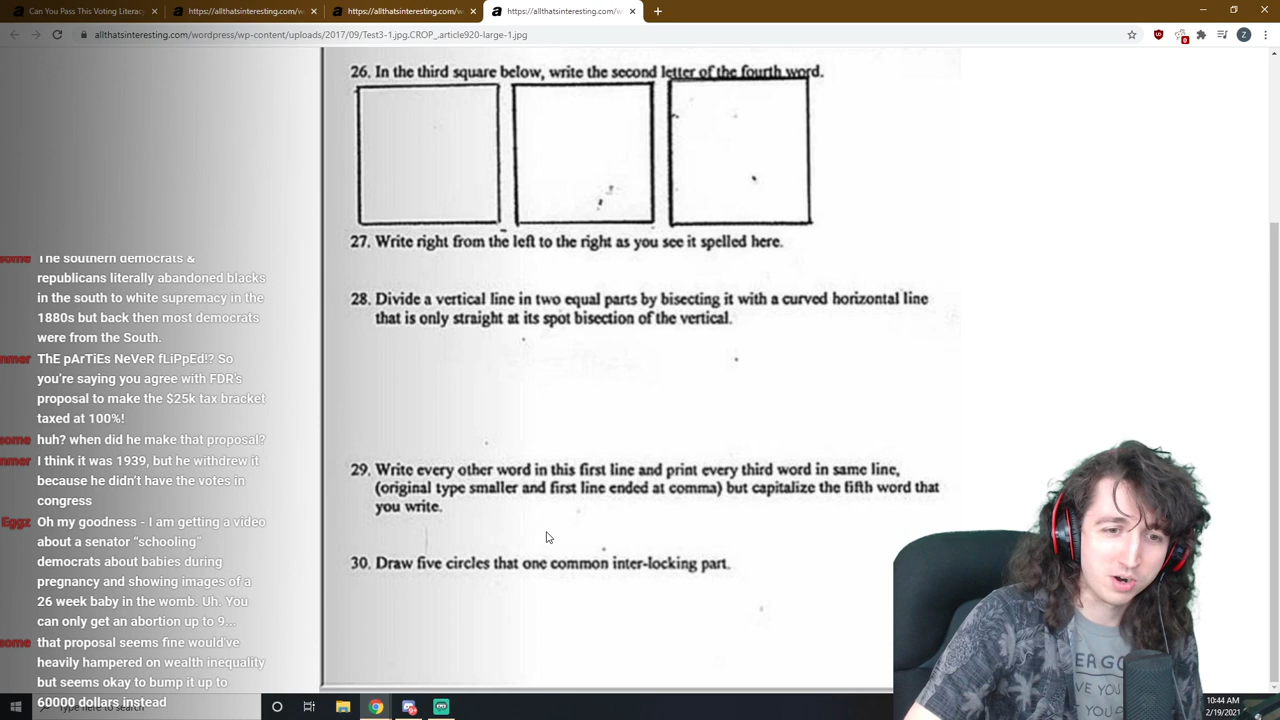 Can You Pass This Voting Literac
https://allthatsinteresting.com/w
https://allthatsinteresting.com/w
https://allthatsinteresting.com/w
allthatsinteresting.com/wordpress/wp-content/uploads/2017/09/Test3-1.jpg.CROP_.article920-large-1.jpg
26. In the third square below, write the second letter of the fourth word.
27. Write right from the left to the right as you see it spelled here.
28. Divide a vertical line in two equal parts by bisecting it with a curved horizontal line
that is only straight at its spot bisection of the vertical.
29. Write every other word in this first line and print every third word in same line,
(original type smaller and first line ended at comma) but capitalize the fifth word that
you write.
30. Draw five circles that one common inter-locking part.
some The southern democrats &
republicans literally abandoned blacks
in the south to white supremacy in the
1880s but back then most democrats
were from the South.
nmer ThE pArTiEs NeVeR fLiPpEd!? So
you're saying you agree with FDR's
proposal to make the $25k tax bracket
taxed at 100%!
some huh? when did he make that proposal?
nmer I think it was 1939, but he withdrew it
because he didn't have the votes in
congress
Eggz Oh my goodness - I am getting a video
about a senator "schooling"
democrats about babies during
pregnancy and showing images of a
26 week baby in the womb. Uh. You
can only get an abortion up to 9...
some that proposal seems fine would've
heavily hampered on wealth inequality
but seems okay to bump it up to
60000 dollars instead
10:44 AM
2/19/2021